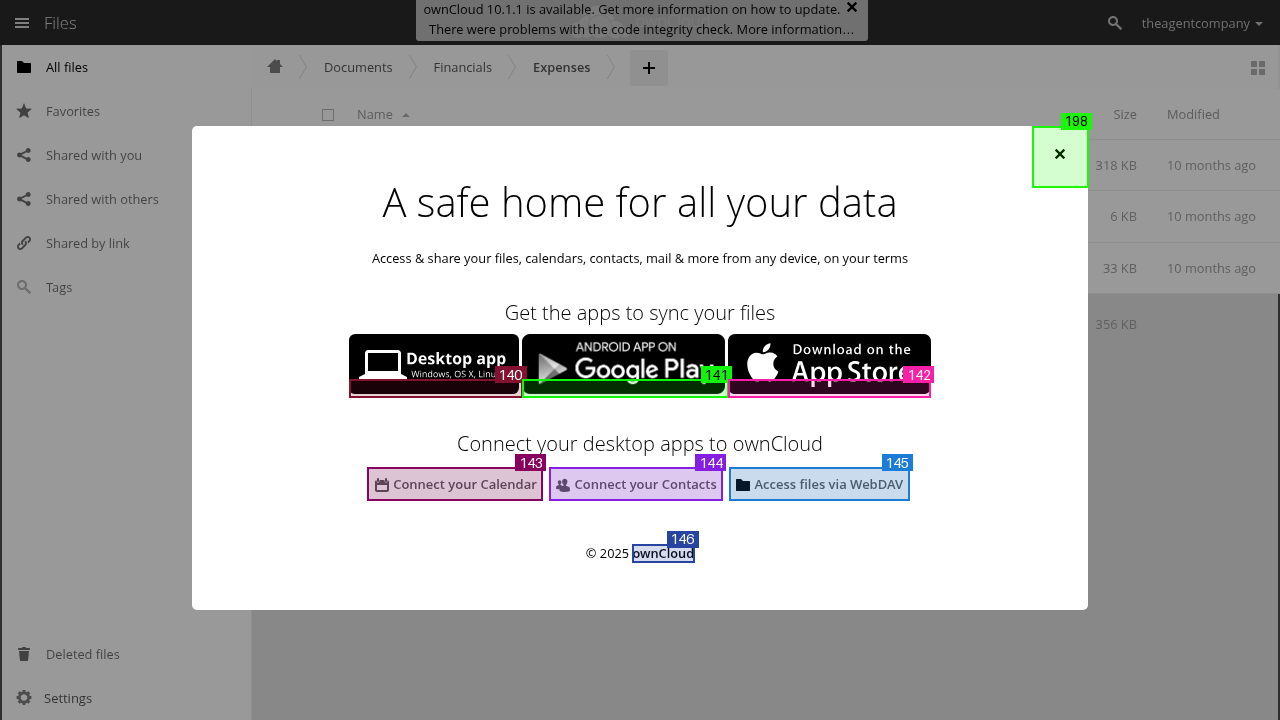 ownCloud 10.1.1 is available. Get more information on how to update.
There were problems with the code integrity check. More information…
Files
theagentcompany
All files
Favorites
Shared with you
Shared with others
Shared by link
Tags
Deleted files
Settings
Documents
Financials
Expenses
Name
Size
Modified
318 KB
10 months ago
6 KB
10 months ago
33 KB
10 months ago
356 KB
198
A safe home for all your data
Access & share your files, calendars, contacts, mail & more from any device, on your terms
Get the apps to sync your files
Desktop app
Windows, OS X,
140
ANDROID APP ON
Google Play
141
Download on the
App Store
142
Connect your desktop apps to ownCloud
143
Connect your Calendar
144
Connect your Contacts
145
Access files via WebDAV
146
© 2025 ownCloud